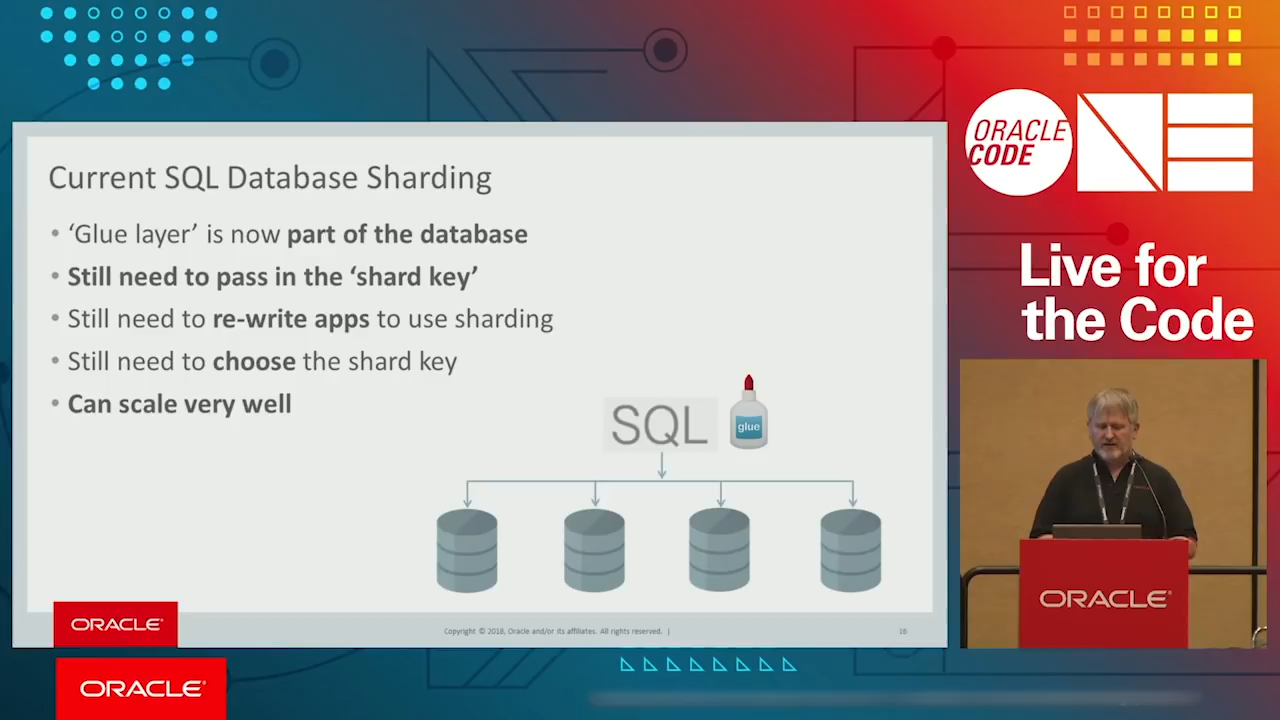 ORACLE
CODE
Live for
the Code
Current SQL Database Sharding
• ‘Glue layer’ is now part of the database
• Still need to pass in the ‘shard key’
• Still need to re-write apps to use sharding
• Still need to choose the shard key
• Can scale very well
SQL
glue
ORACLE®
Copyright © 2018, Oracle and/or its affiliates. All rights reserved. |
16
ORACLE®
ORACLE®